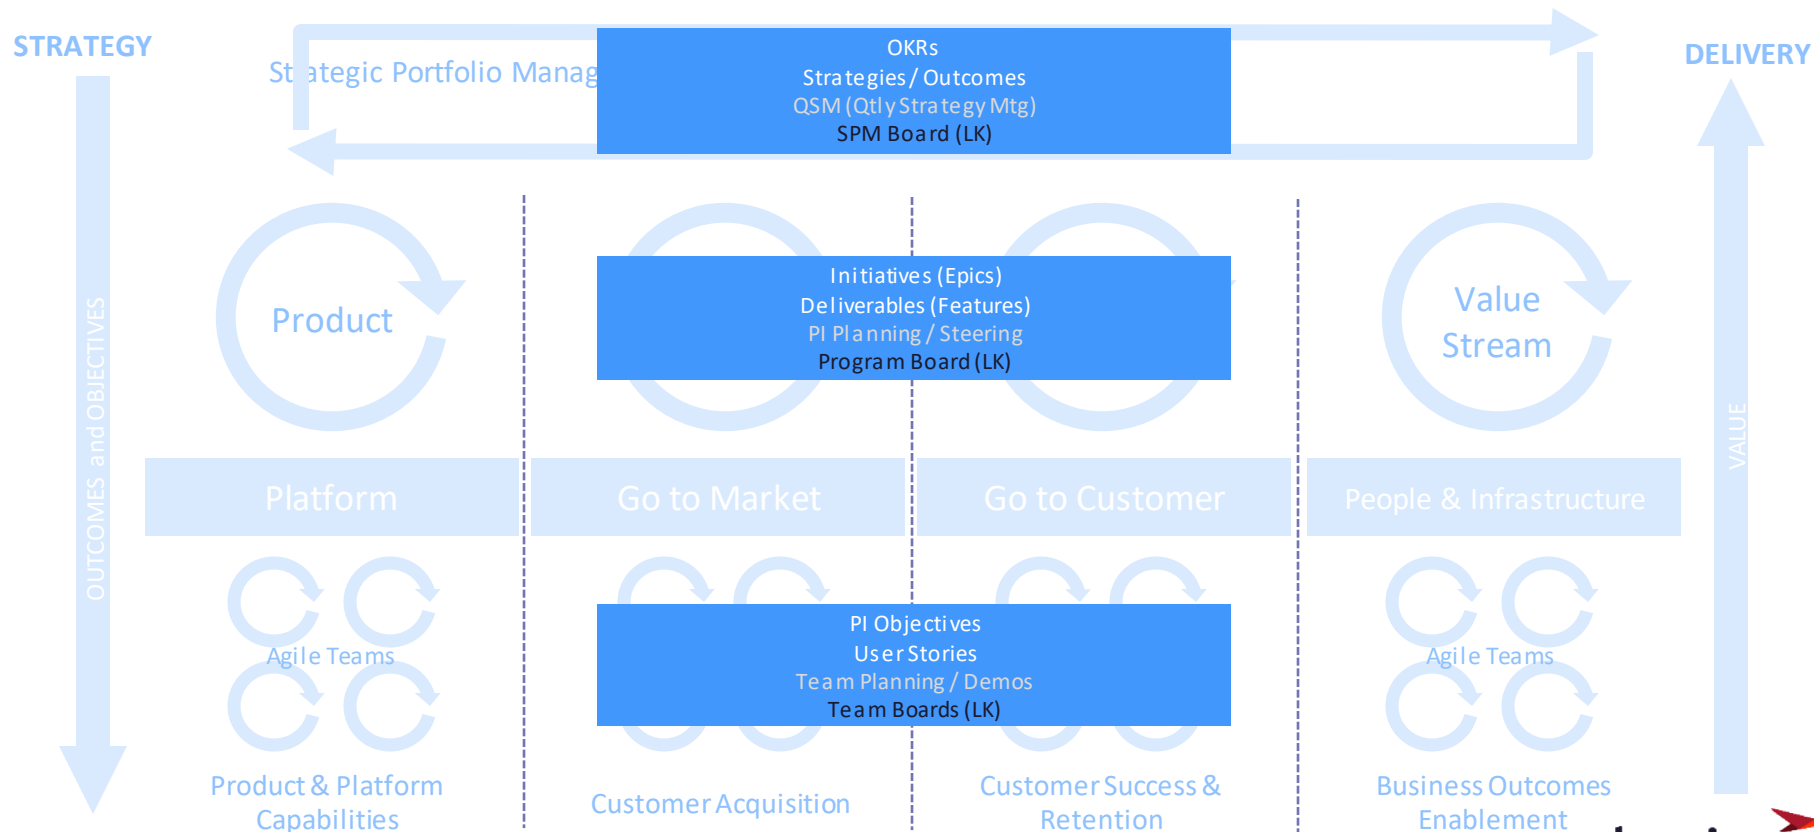 STRATEGY
DELIVERY
Strategic Portfolio Manag
OKRs
Strategies / Outcomes
QSM (Qtly Strategy Mtg)
SPM Board (LK)
OUTCOMES and OBJECTIVES
VALUE
Product
Initiatives (Epics)
Deliverables (Features)
PI Planning / Steering
Program Board (LK)
Value
Stream
Platform
Go to Market
Go to Customer
People & Infrastructure
Agile Teams
PI Objectives
User Stories
Team Planning / Demos
Team Boards (LK)
Agile Teams
Product & Platform
Capabilities
Customer Acquisition
Customer Success &
Retention
Business Outcomes
Enablement